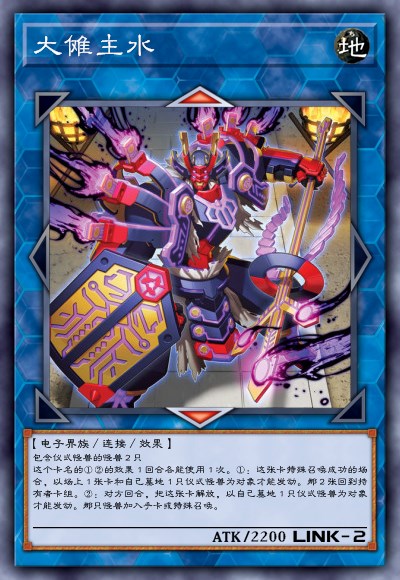 大傩主水
地
【电子界族／连接／效果】
包含仪式怪兽的怪兽2只
这个卡名的①②的效果1回合各能使用1次。①：这张卡特殊召唤成功的场
合，以场上1张卡和自己墓地1只仪式怪兽为对象才能发动。那2张回到持
有者卡组。②：对方回合，把这张卡解放，以自己墓地1只仪式怪兽为对象
才能发动。那只怪兽加入手卡或特殊召唤。
ATK/2200 LINK-2